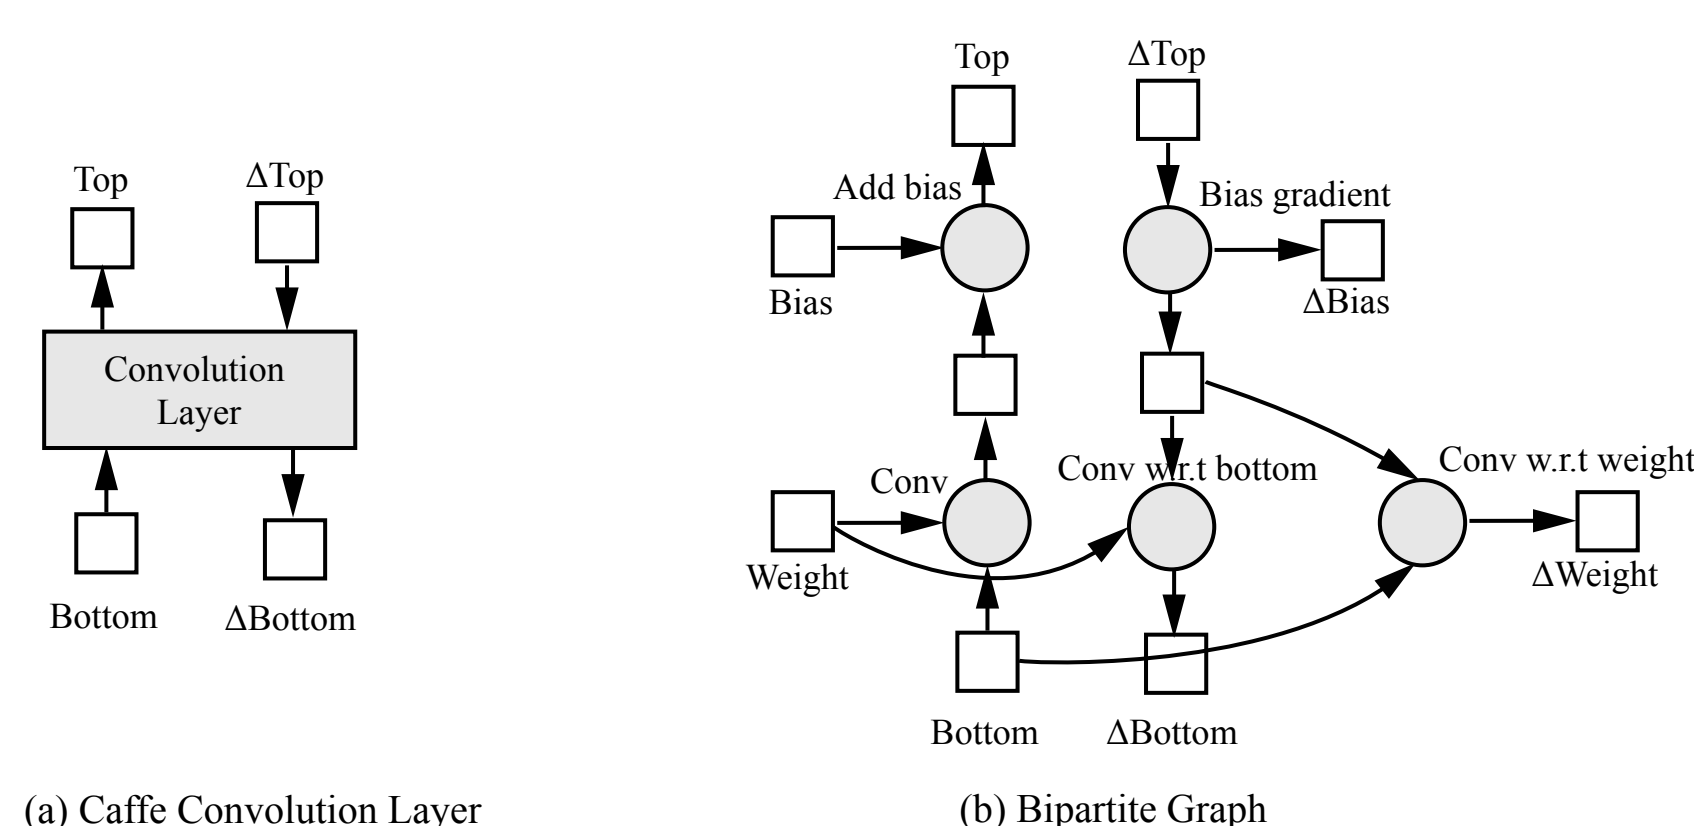 Top
ΔTop
Convolution
Layer
Bottom
ΔBottom
(a) Caffe Convolution Layer
Top
ΔTop
Add bias
Bias gradient
Bias
ΔBias
Conv
Conv w.r.t bottom
Conv w.r.t weight
Weight
ΔWeight
Bottom
ΔBottom
(b) Bipartite Graph